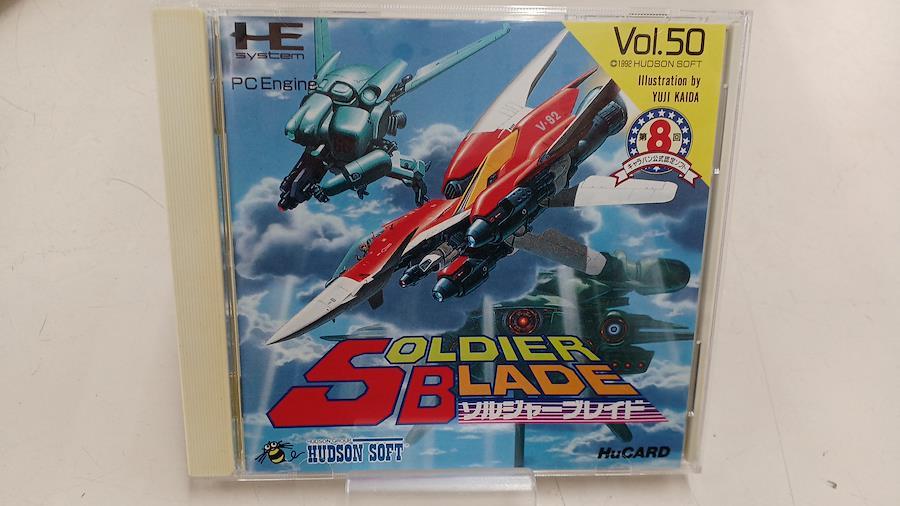 HE
system
PC Engine
Vol.50
©1992 HUDSON SOFT
Illustration by
YUJI KAIDA
第
8
回
キャラバン公式認定ソフト
V-92
SOLDIER
BLADE
ソルジャーブレイド
HUDSON GROUP
HUDSON SOFT
HuCARD